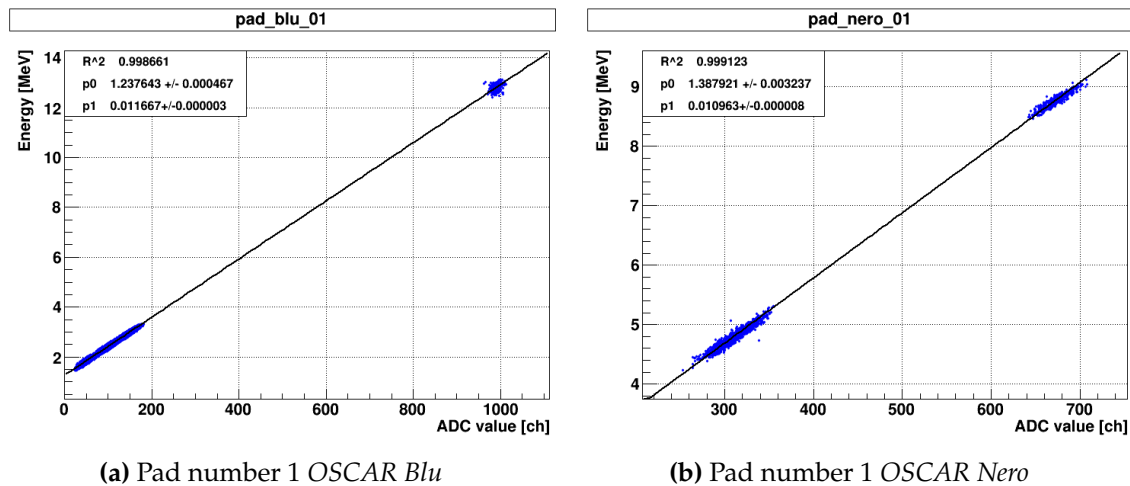 pad_blu_01
R^2 0.998661
p0 1.237643 +/- 0.000467
p1 0.011667+/-0.000003
Energy [MeV]
14
12
10
8
6
4
2
0 200 400 600 800 1000
ADC value [ch]
(a) Pad number 1 OSCAR Blu
pad_nero_01
R^2 0.999123
p0 1.387921 +/- 0.003237
p1 0.010963+/-0.000008
Energy [MeV]
9
8
7
6
5
4
300 400 500 600 700
ADC value [ch]
(b) Pad number 1 OSCAR Nero